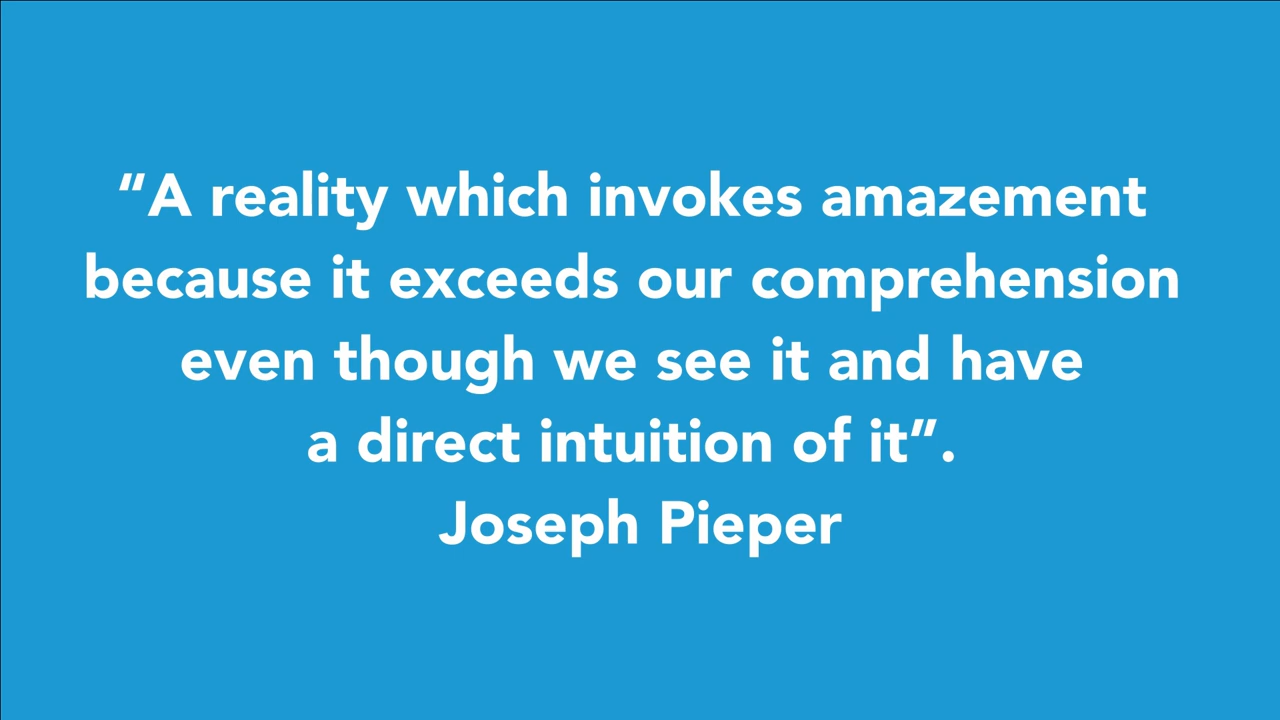 “A reality which invokes amazement
because it exceeds our comprehension
even though we see it and have
a direct intuition of it”.
Joseph Pieper